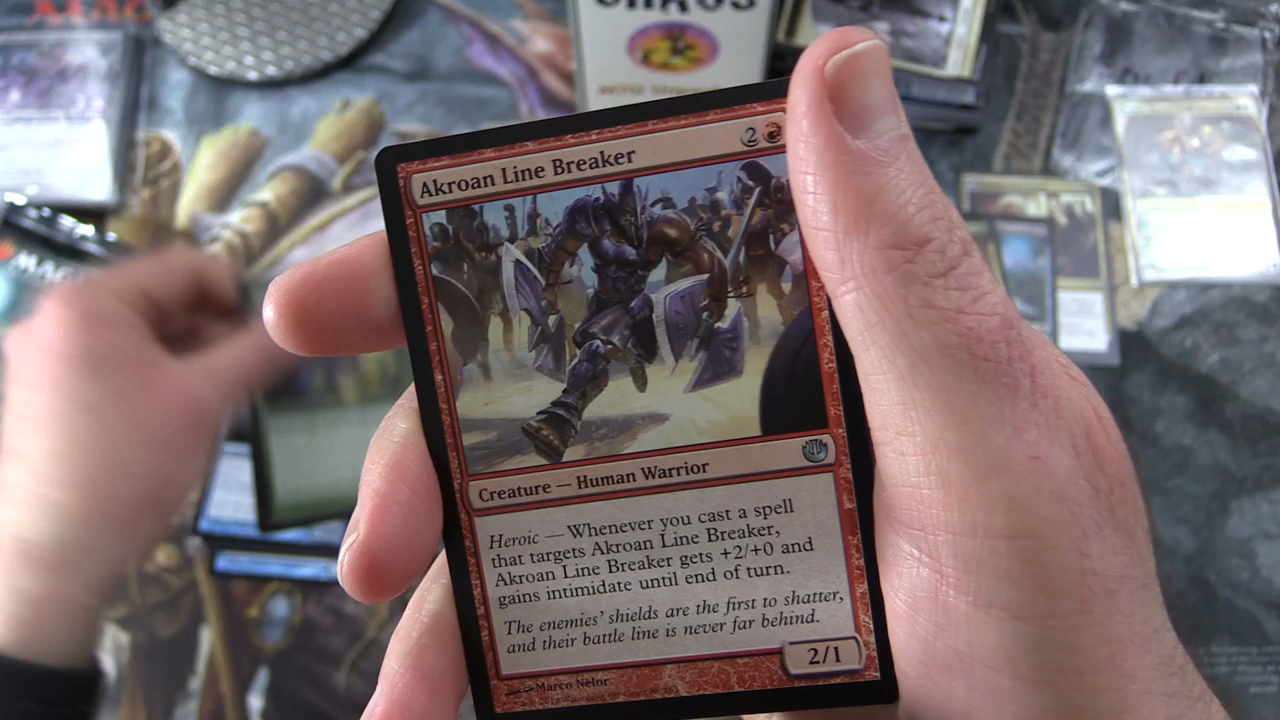 CHAOS
MAGIC
Akroan Line Breaker
2
Creature — Human Warrior
Heroic — Whenever you cast a spell
that targets Akroan Line Breaker,
Akroan Line Breaker gets +2/+0 and
gains intimidate until end of turn.
The enemies' shields are the first to shatter,
and their battle line is never far behind.
2/1
Marco Nelor